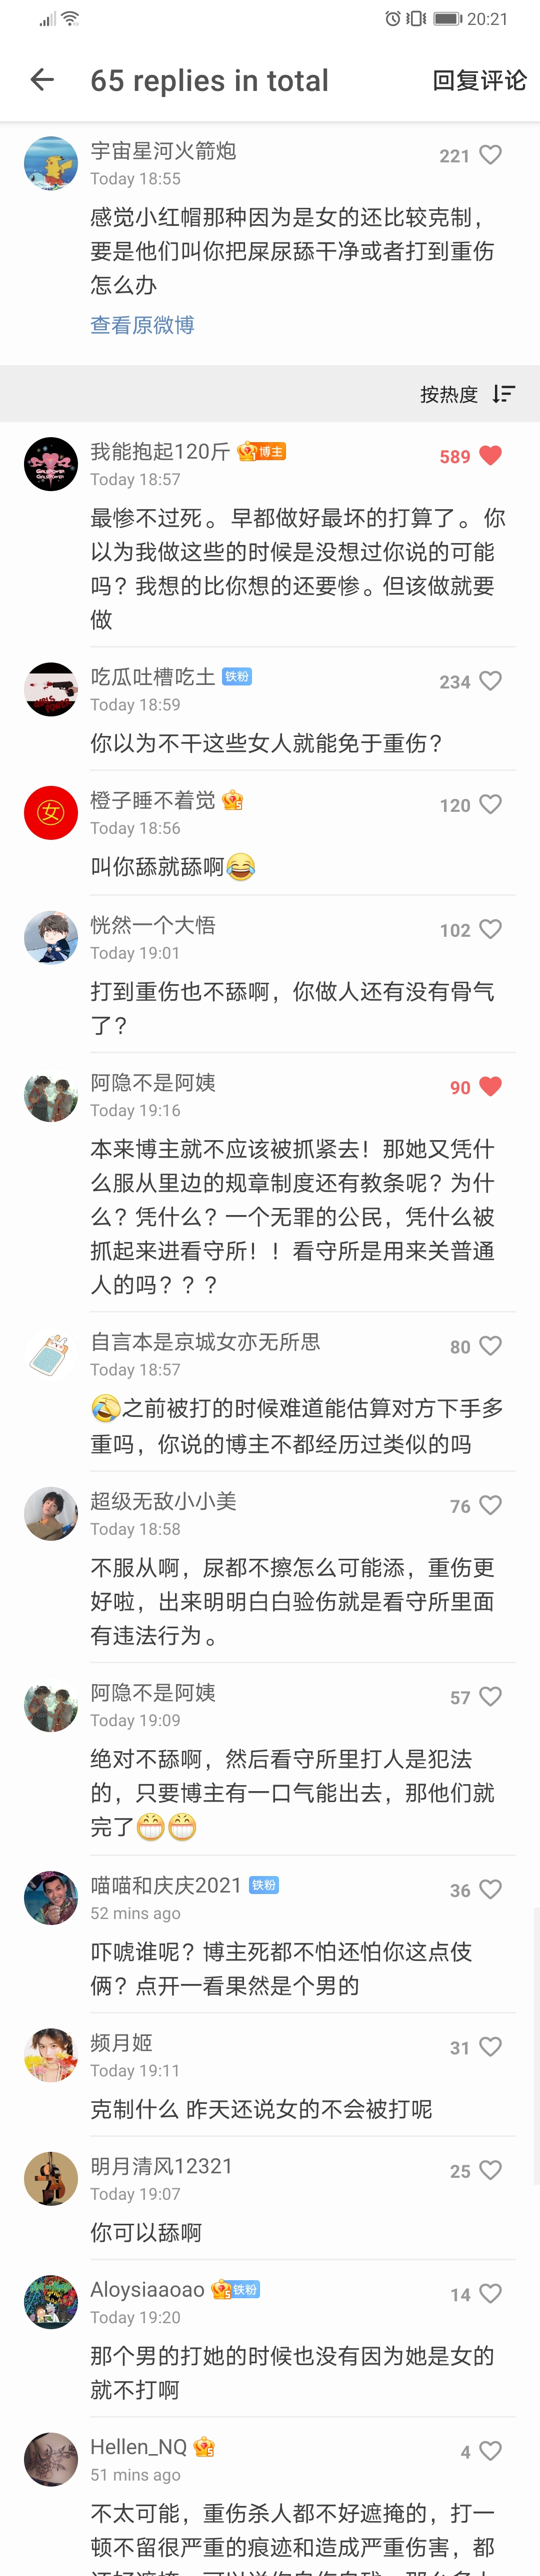 20:21
65 replies in total
回复评论
宇宙星河火箭炮
221
Today 18:55
感觉小红帽那种因为是女的还比较克制，
要是他们叫你把屎尿舔干净或者打到重伤
怎么办
查看原微博
按热度
我能抱起120斤 博主
589
Today 18:57
最惨不过死。早都做好最坏的打算了。你
以为我做这些的时候是没想过你说的可能
吗？我想的比你想的还要惨。但该做就要
做
吃瓜吐槽吃土 铁粉
234
Today 18:59
你以为不干这些女人就能免于重伤？
女
橙子睡不着觉 5
120
Today 18:56
叫你舔就舔啊😂
恍然一个大悟
102
Today 19:01
打到重伤也不舔啊，你做人还有没有骨气
了？
阿隐不是阿姨
90
Today 19:16
本来博主就不应该被抓紧去！那她又凭什
么服从里边的规章制度还有教条呢？为什
么？凭什么？一个无罪的公民，凭什么被
抓起来进看守所！！看守所是用来关普通
人的吗？？？
自言本是京城女亦无所思
80
Today 18:57
🤣之前被打的时候难道能估算对方下手多
重吗，你说的博主不都经历过类似的吗
超级无敌小小美
76
Today 18:58
不服从啊，尿都不擦怎么可能添，重伤更
好啦，出来明明白白验伤就是看守所里面
有违法行为。
阿隐不是阿姨
57
Today 19:09
绝对不舔啊，然后看守所里打人是犯法
的，只要博主有一口气能出去，那他们就
完了😁😁
喵喵和庆庆2021 铁粉
36
52 mins ago
吓唬谁呢？博主死都不怕还怕你这点伎
俩？点开一看果然是个男的
频月姬
31
Today 19:11
克制什么 昨天还说女的不会被打呢
明月清风12321
25
Today 19:07
你可以舔啊
Aloysiaaoao 5 铁粉
14
Today 19:20
那个男的打她的时候也没有因为她是女的
就不打啊
Hellen_NQ 5
4
51 mins ago
不太可能，重伤杀人都不好遮掩的，打一
顿不留很严重的痕迹和造成严重伤害，都